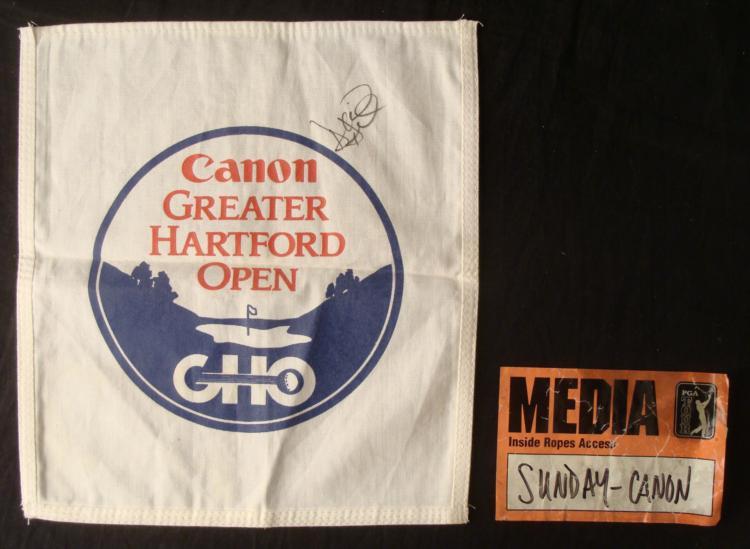 Canon
GREATER
HARTFORD
OPEN
GHO
MEDIA
PGA
TOUR
Inside Ropes Access
SUNDAY-CANON